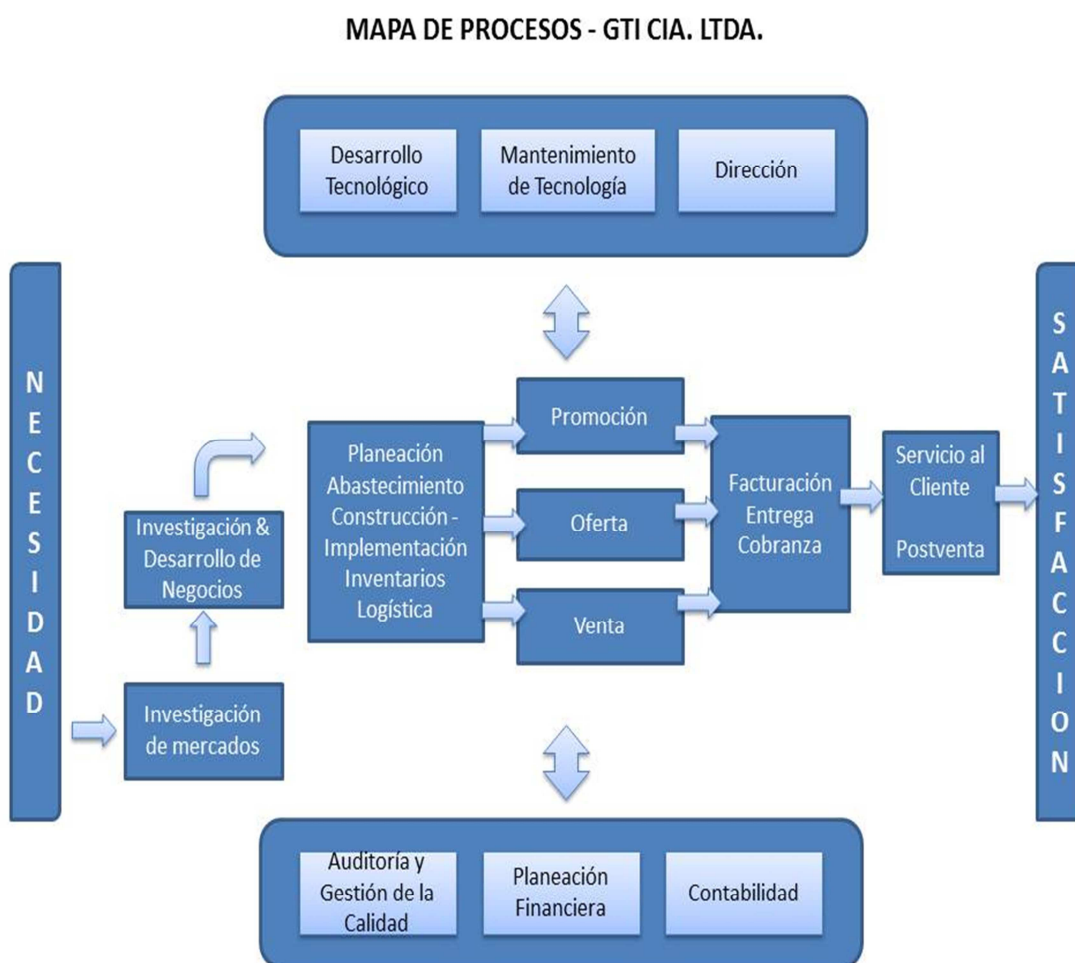 MAPA DE PROCESOS - GTI CIA. LTDA.
Desarrollo
Tecnológico
Mantenimiento
de Tecnología
Dirección
NECESIDAD
Investigación
de mercados
Investigación &
Desarrollo de
Negocios
Planeación
Abastecimiento
Construcción -
Implementación
Inventarios
Logística
Promoción
Oferta
Venta
Facturación
Entrega
Cobranza
Servicio al
Cliente
Postventa
SATISFACCION
Auditoría y
Gestión de la
Calidad
Planeación
Financiera
Contabilidad